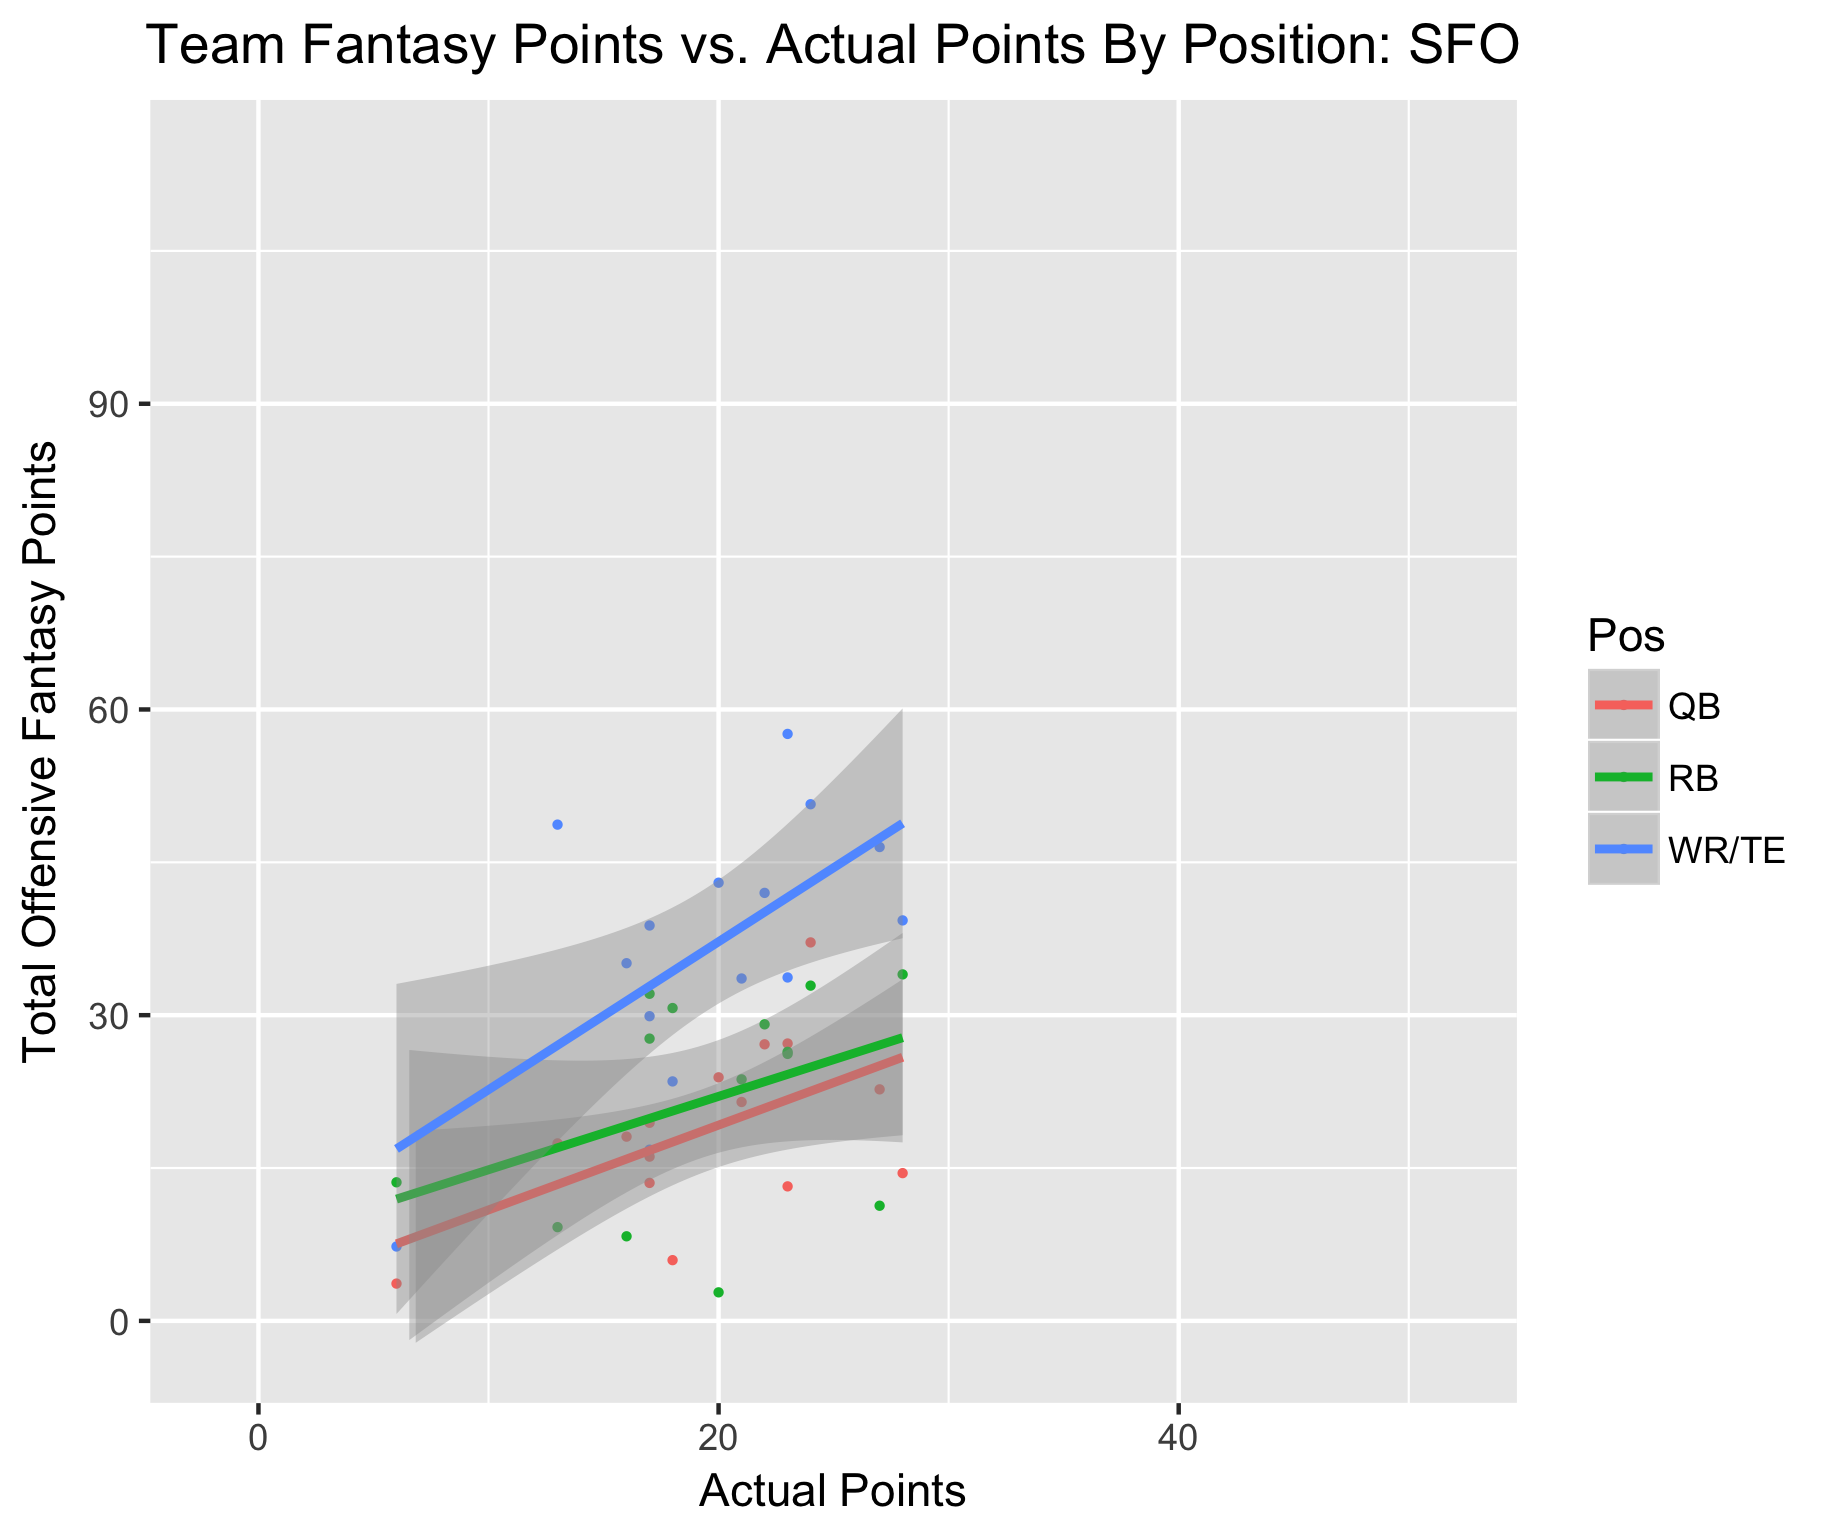 Team Fantasy Points vs. Actual Points By Position: SFO
Total Offensive Fantasy Points
90
60
30
0
0
20
40
Actual Points
Pos
QB
RB
WR/TE